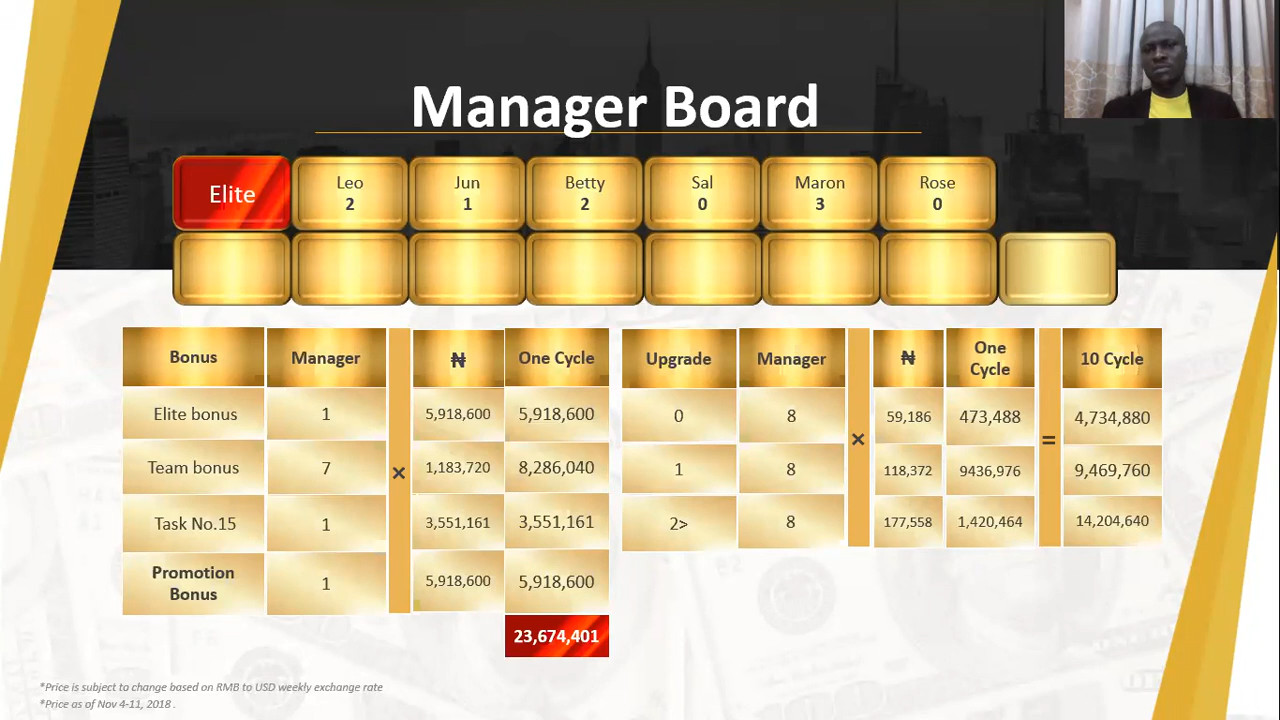 Manager Board
Elite
Leo
2
Jun
1
Betty
2
Sal
0
Maron
3
Rose
0
Bonus Manager ₦ One Cycle
Elite bonus 1 5,918,600 5,918,600
Team bonus 7 × 1,183,720 8,286,040
Task No.15 1 3,551,161 3,551,161
Promotion
Bonus 1 5,918,600 5,918,600
23,674,401
Upgrade Manager ₦ One
Cycle 10 Cycle
0 8 59,186 473,488 4,734,880
× =
1 8 118,372 9436,976 9,469,760
2> 8 177,558 1,420,464 14,204,640
*Price is subject to change based on RMB to USD weekly exchange rate
*Price as of Nov 4-11, 2018 .